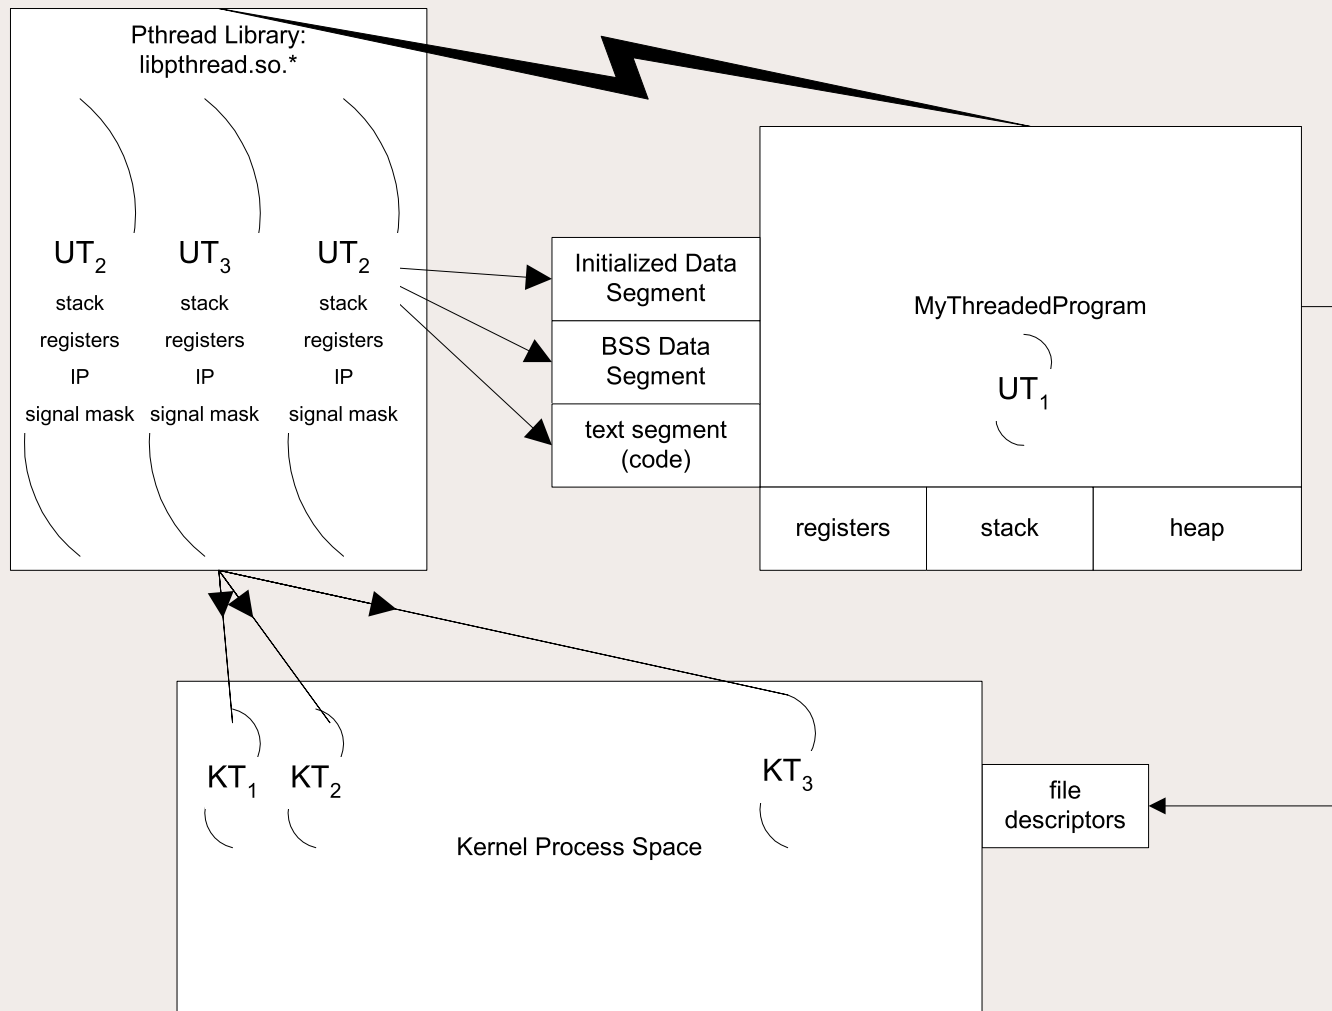 Pthread Library:
libpthread.so.*
UT2
stack
registers
IP
signal mask
UT3
stack
registers
IP
signal mask
UT2
stack
registers
IP
signal mask
Initialized Data
Segment
BSS Data
Segment
text segment
(code)
MyThreadedProgram
UT1
registers
stack
heap
KT1
KT2
KT3
Kernel Process Space
file
descriptors